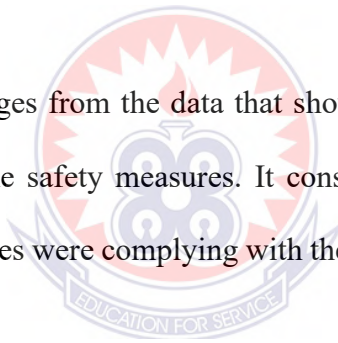 ges from the data that sho
e safety measures. It cons
es were complying with the
EDUCATION FOR SERVICE